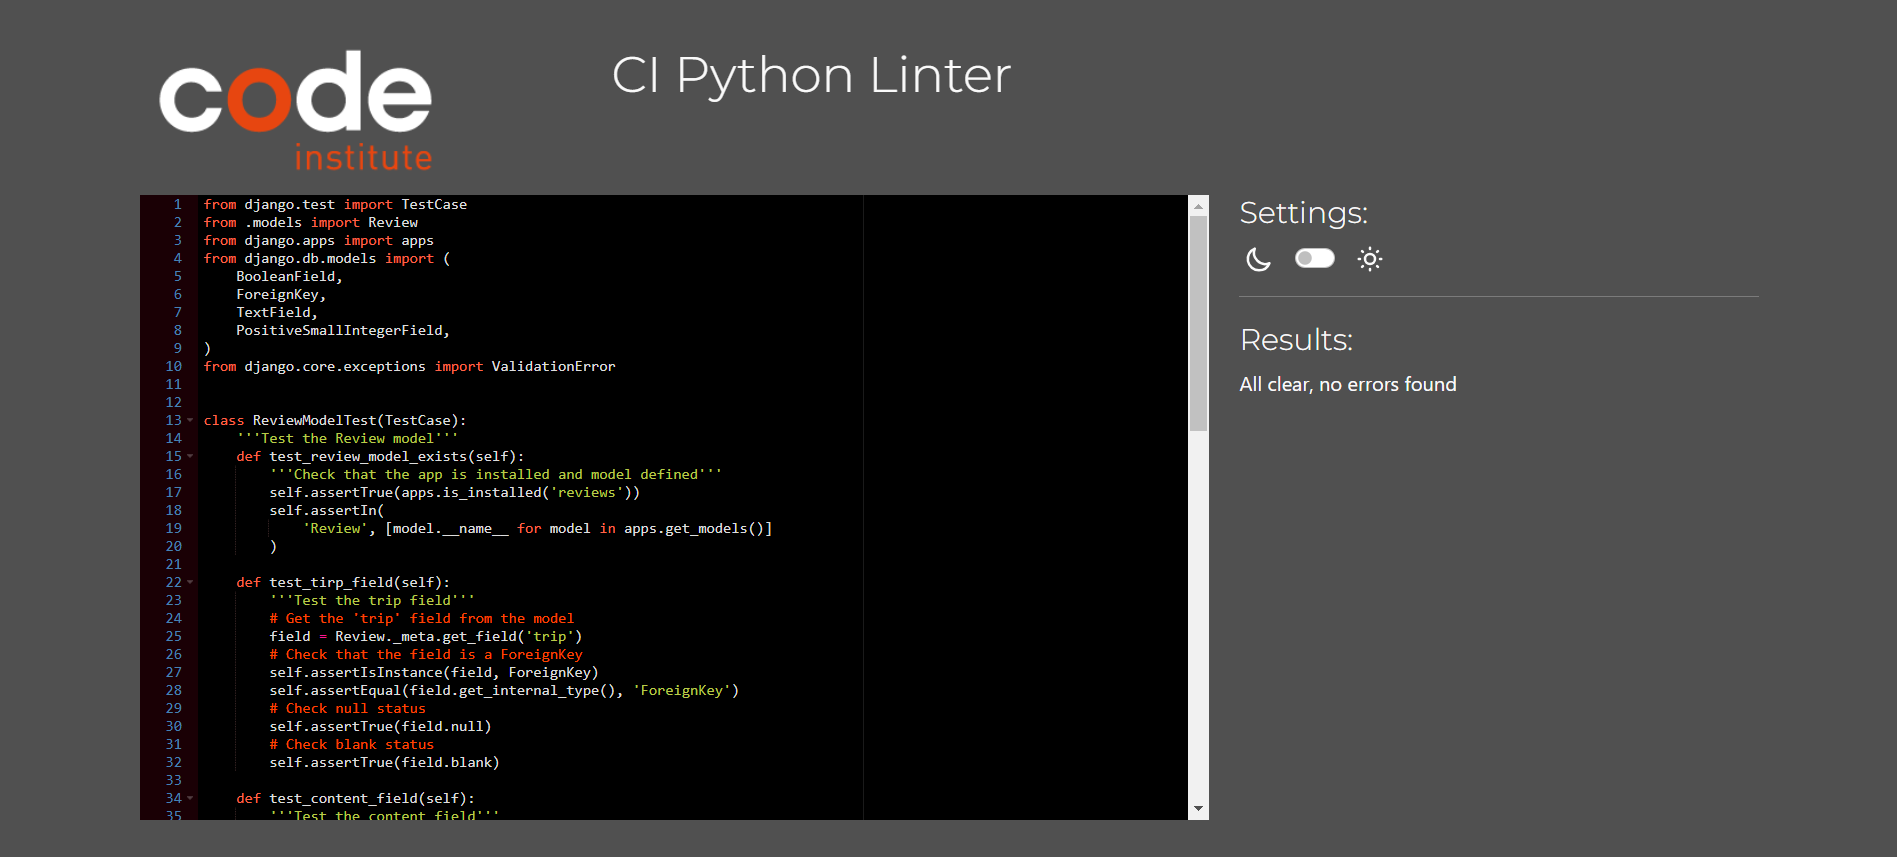 code
institute
CI Python Linter
1 from django.test import TestCase
2 from .models import Review
3 from django.apps import apps
4 from django.db.models import (
5     BooleanField,
6     ForeignKey,
7     TextField,
8     PositiveSmallIntegerField,
9 )
10 from django.core.exceptions import ValidationError
11
12
13 class ReviewModelTest(TestCase):
14     '''Test the Review model'''
15     def test_review_model_exists(self):
16         '''Check that the app is installed and model defined'''
17         self.assertTrue(apps.is_installed('reviews'))
18         self.assertIn(
19             'Review', [model.__name__ for model in apps.get_models()]
20         )
21
22     def test_tirp_field(self):
23         '''Test the trip field'''
24         # Get the 'trip' field from the model
25         field = Review._meta.get_field('trip')
26         # Check that the field is a ForeignKey
27         self.assertIsInstance(field, ForeignKey)
28         self.assertEqual(field.get_internal_type(), 'ForeignKey')
29         # Check null status
30         self.assertTrue(field.null)
31         # Check blank status
32         self.assertTrue(field.blank)
33
34     def test_content_field(self):
35         '''Test the content field'''
Settings:
Results:
All clear, no errors found